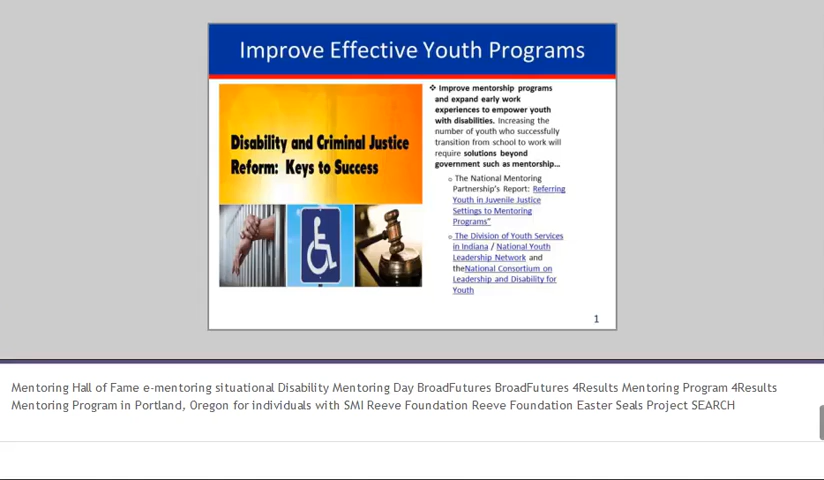 Improve Effective Youth Programs
Disability and Criminal Justice
Reform: Keys to Success
❖ Improve mentorship programs
and expand early work
experiences to empower youth
with disabilities. Increasing the
number of youth who successfully
transition from school to work will
require solutions beyond
government such as mentorship...
o The National Mentoring
Partnership's Report: Referring
Youth in Juvenile Justice
Settings to Mentoring
Programs"
o The Division of Youth Services
in Indiana / National Youth
Leadership Network and
theNational Consortium on
Leadership and Disability for
Youth
1
Mentoring Hall of Fame e-mentoring situational Disability Mentoring Day BroadFutures BroadFutures 4Results Mentoring Program 4Results
Mentoring Program in Portland, Oregon for individuals with SMI Reeve Foundation Reeve Foundation Easter Seals Project SEARCH